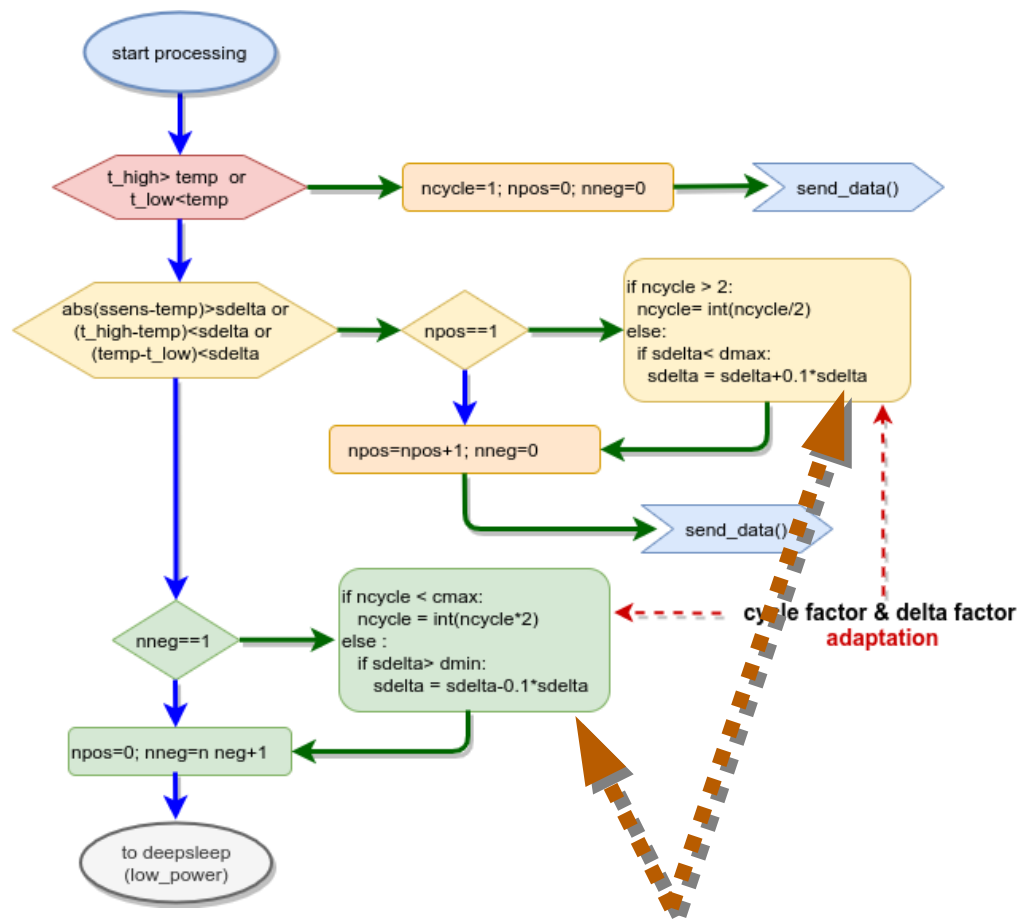 start processing
t_high> temp  or
t_low<temp
ncycle=1; npos=0; nneg=0
send_data()
abs(ssens-temp)>sdelta or
(t_high-temp)<sdelta or
(temp-t_low)<sdelta
npos==1
if ncycle > 2:
ncycle= int(ncycle/2)
else:
if sdelta< dmax:
sdelta = sdelta+0.1*sdelta
npos=npos+1; nneg=0
send_data()
nneg==1
if ncycle < cmax:
ncycle = int(ncycle*2)
else :
if sdelta> dmin:
sdelta = sdelta-0.1*sdelta
cycle factor & delta factor
adaptation
npos=0; nneg=n neg+1
to deepsleep
(low_power)